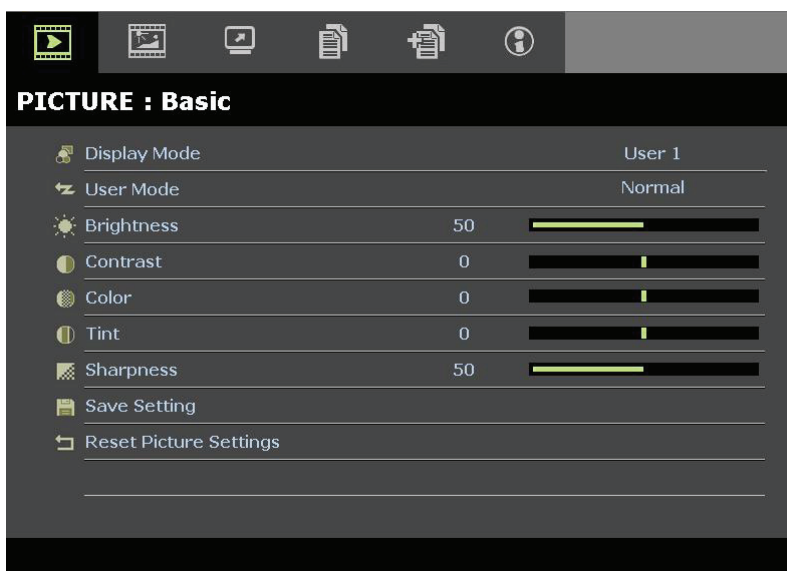 PICTURE : Basic
Display Mode User 1
User Mode Normal
Brightness 50
Contrast 0
Color 0
Tint 0
Sharpness 50
Save Setting
Reset Picture Settings